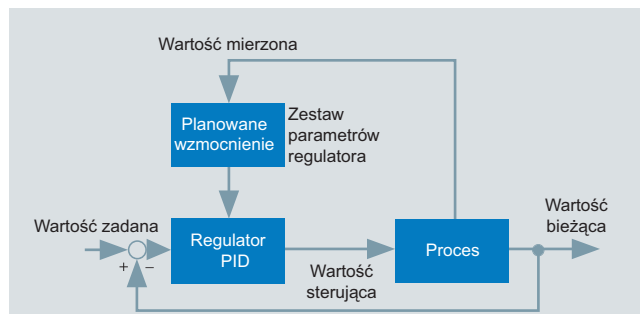 Wartość mierzona
Planowane
wzmocnienie
Zestaw
parametrów
regulatora
Wartość zadana
+
−
Regulator
PID
Wartość
sterująca
Proces
Wartość
bieżąca